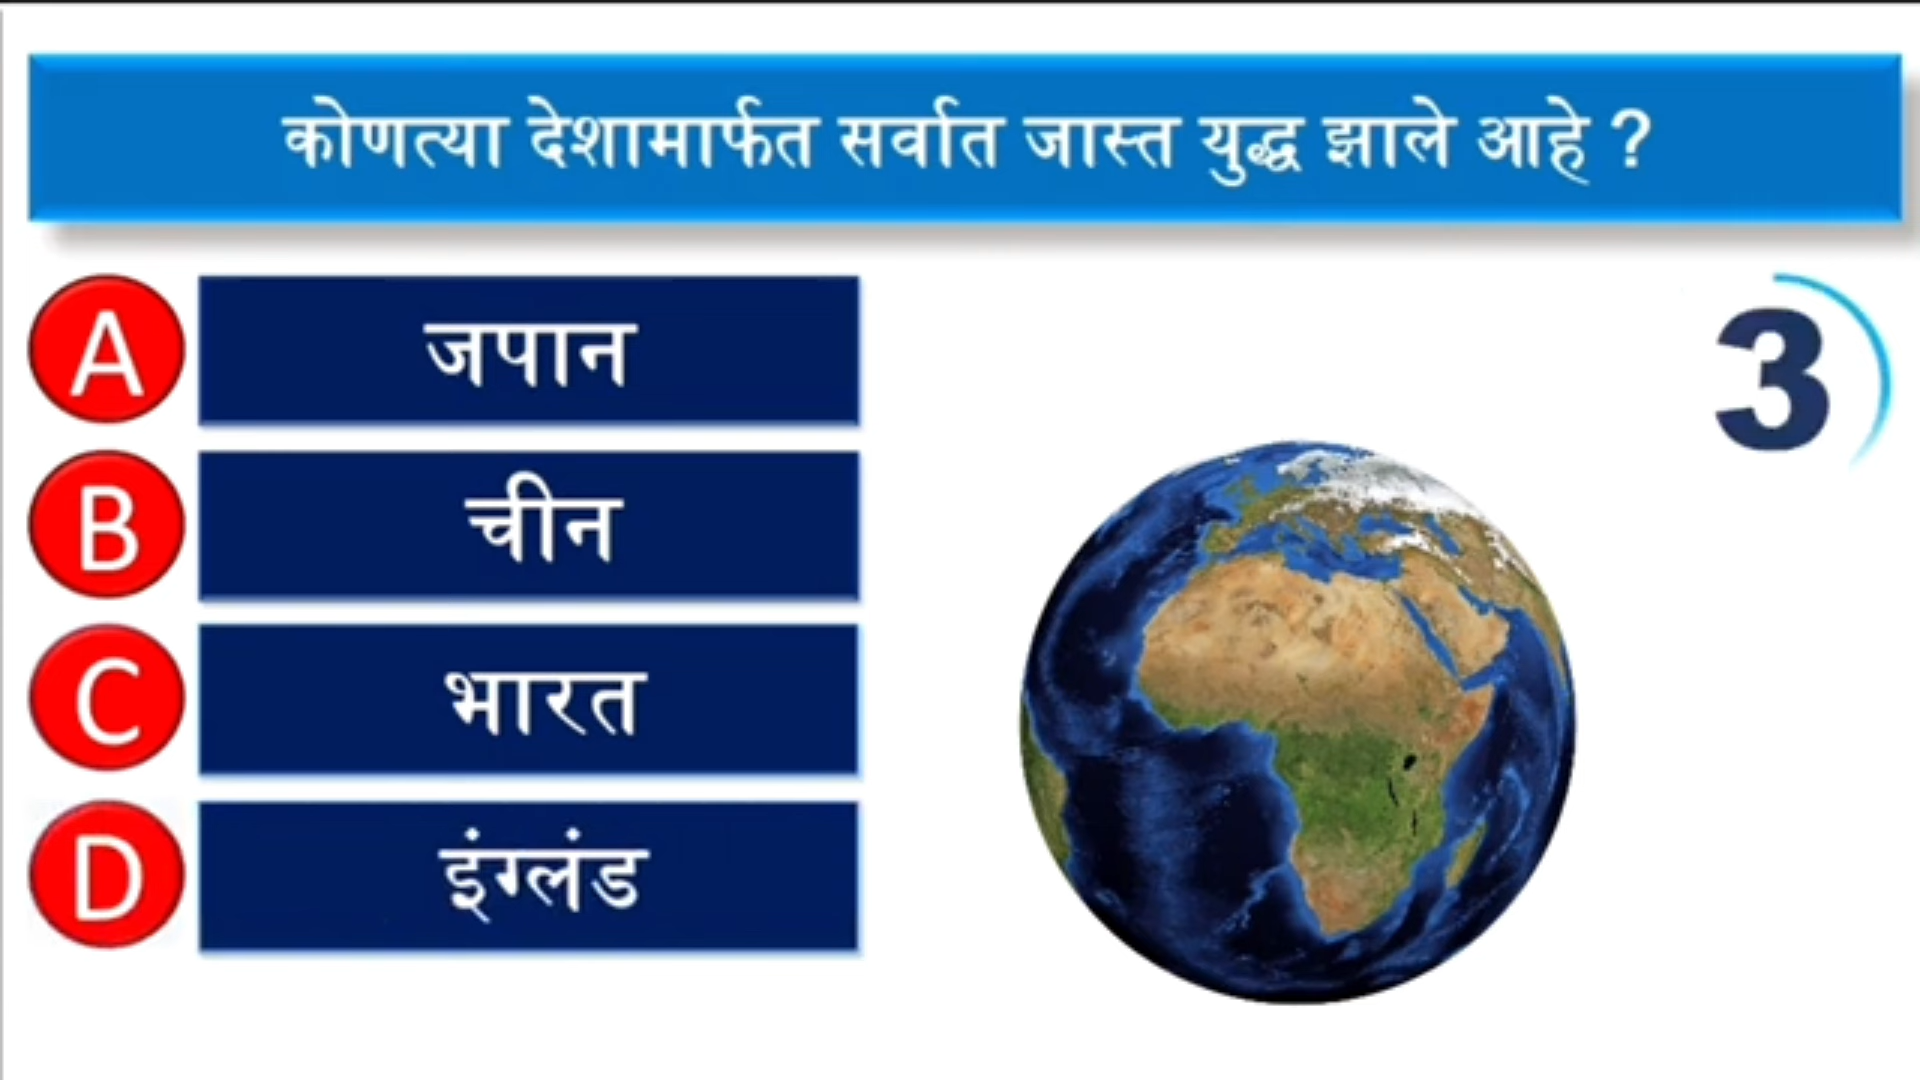 कोणत्या देशामार्फत सर्वात जास्त युद्ध झाले आहे ?
3
A जपान
B चीन
C भारत
D इंग्लंड